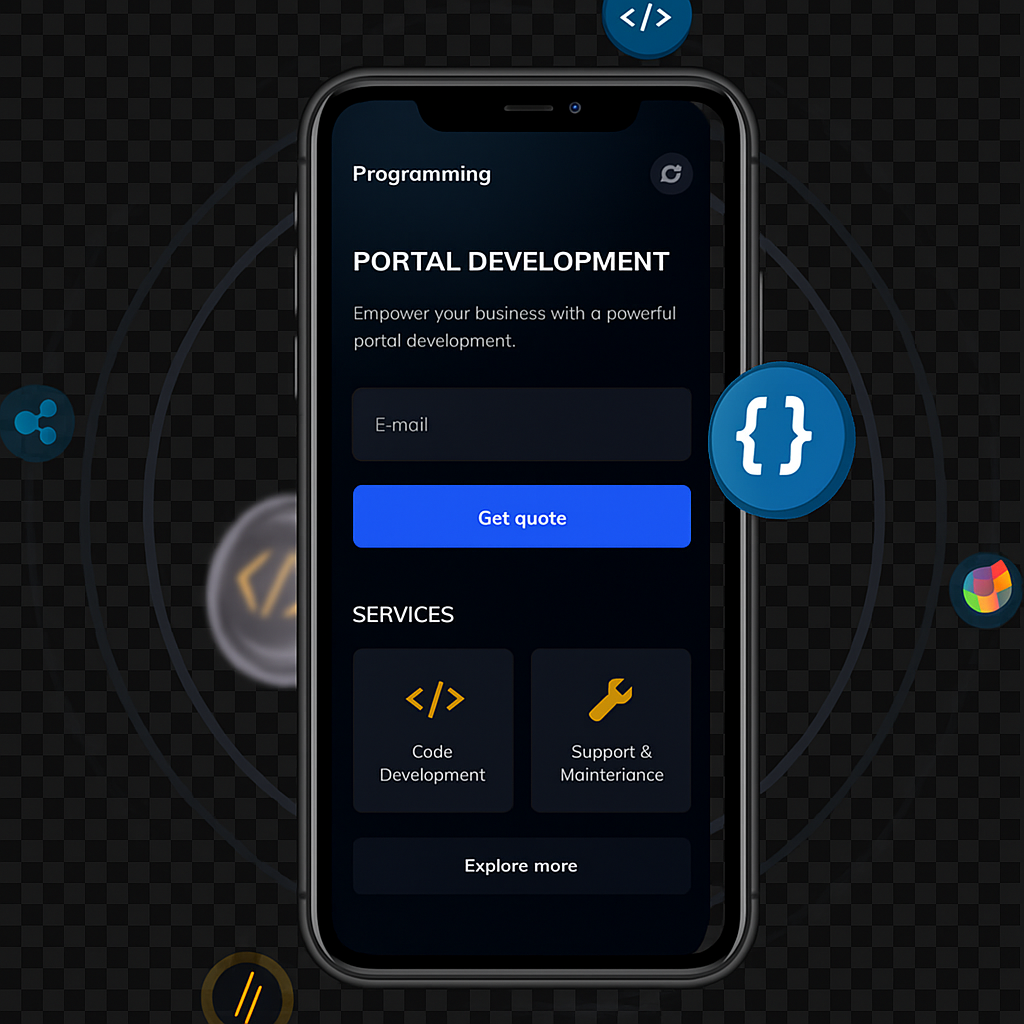 </>
Programming
PORTAL DEVELOPMENT
Empower your business with a powerful
portal development.
E-mail
{}
Get quote
</>
SERVICES
</>
Code
Development
Support &
Mainteriance
Explore more
//